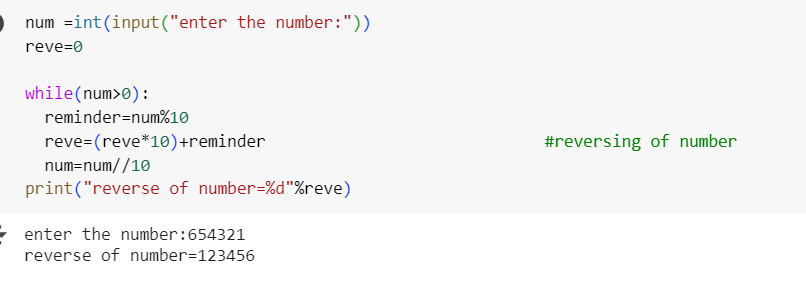 num =int(input("enter the number:"))
reve=0
while(num>0):
reminder=num%10
reve=(reve*10)+reminder #reversing of number
num=num//10
print("reverse of number=%d"%reve)
enter the number:654321
reverse of number=123456